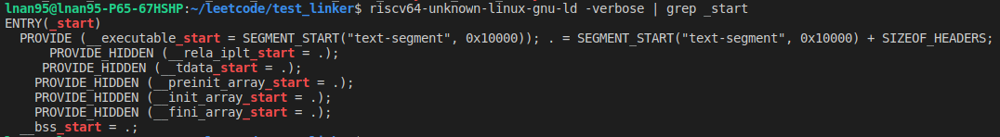 lnan95@lnan95-P65-67HSHP:~/leetcode/test_linker$ riscv64-unknown-linux-gnu-ld -verbose | grep _start
ENTRY(_start)
  PROVIDE (__executable_start = SEGMENT_START("text-segment", 0x10000)); . = SEGMENT_START("text-segment", 0x10000) + SIZEOF_HEADERS;
      PROVIDE_HIDDEN (__rela_iplt_start = .);
     PROVIDE_HIDDEN (__tdata_start = .);
    PROVIDE_HIDDEN (__preinit_array_start = .);
    PROVIDE_HIDDEN (__init_array_start = .);
    PROVIDE_HIDDEN (__fini_array_start = .);
  __bss_start = .;